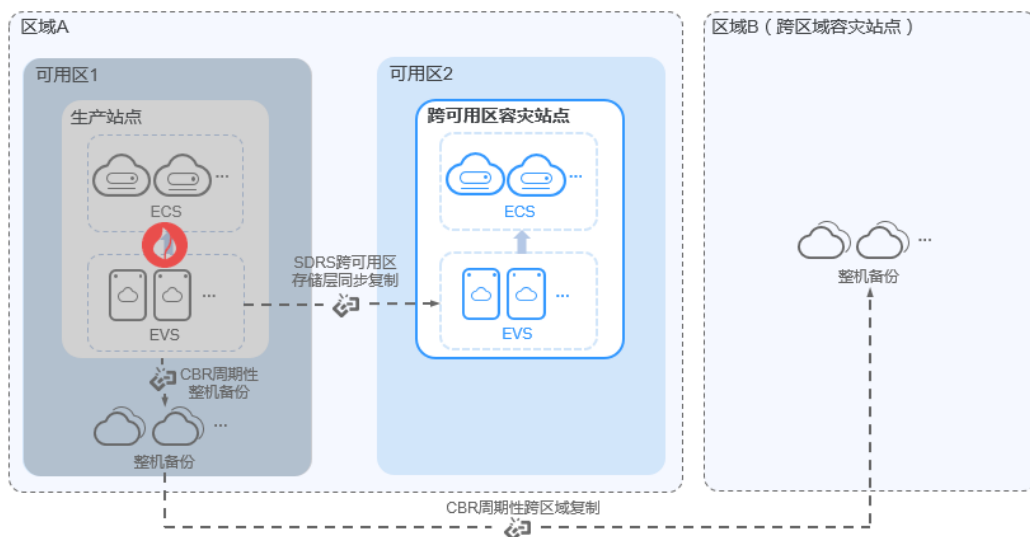 区域A
区域B（跨区域容灾站点）
可用区1
可用区2
生产站点
跨可用区容灾站点
...
...
ECS
ECS
SDRS跨可用区
存储层同步复制
...
...
EVS
EVS
...
整机备份
CBR周期性
整机备份
...
整机备份
CBR周期性跨区域复制